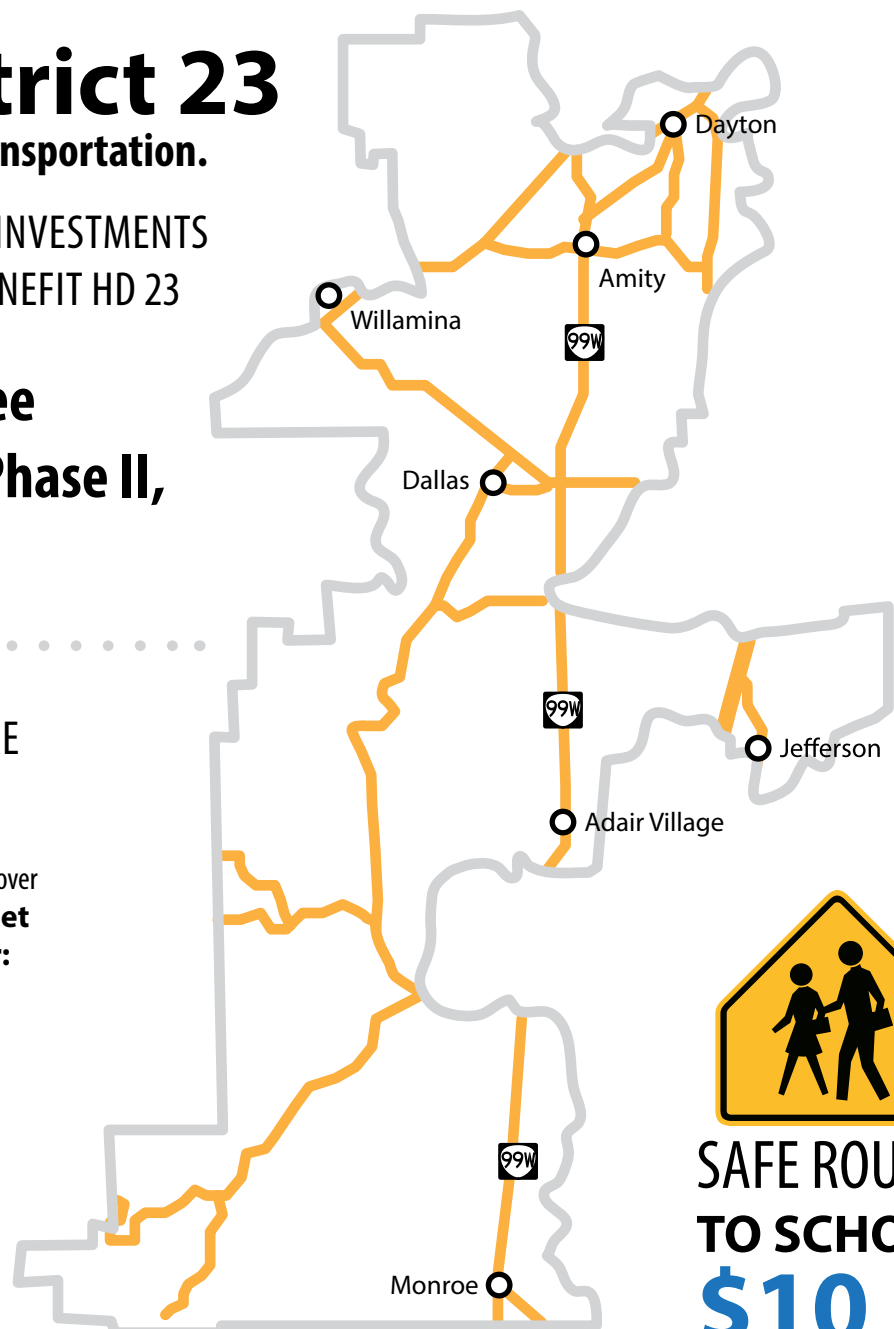 trict 23
nsportation.
INVESTMENTS
NEFIT HD 23
ee
Phase II,
E
over
et
r:
Dayton
Amity
Willamina
99W
Dallas
99W
Jefferson
Adair Village
99W
Monroe
SAFE ROU
TO SCHO
$10